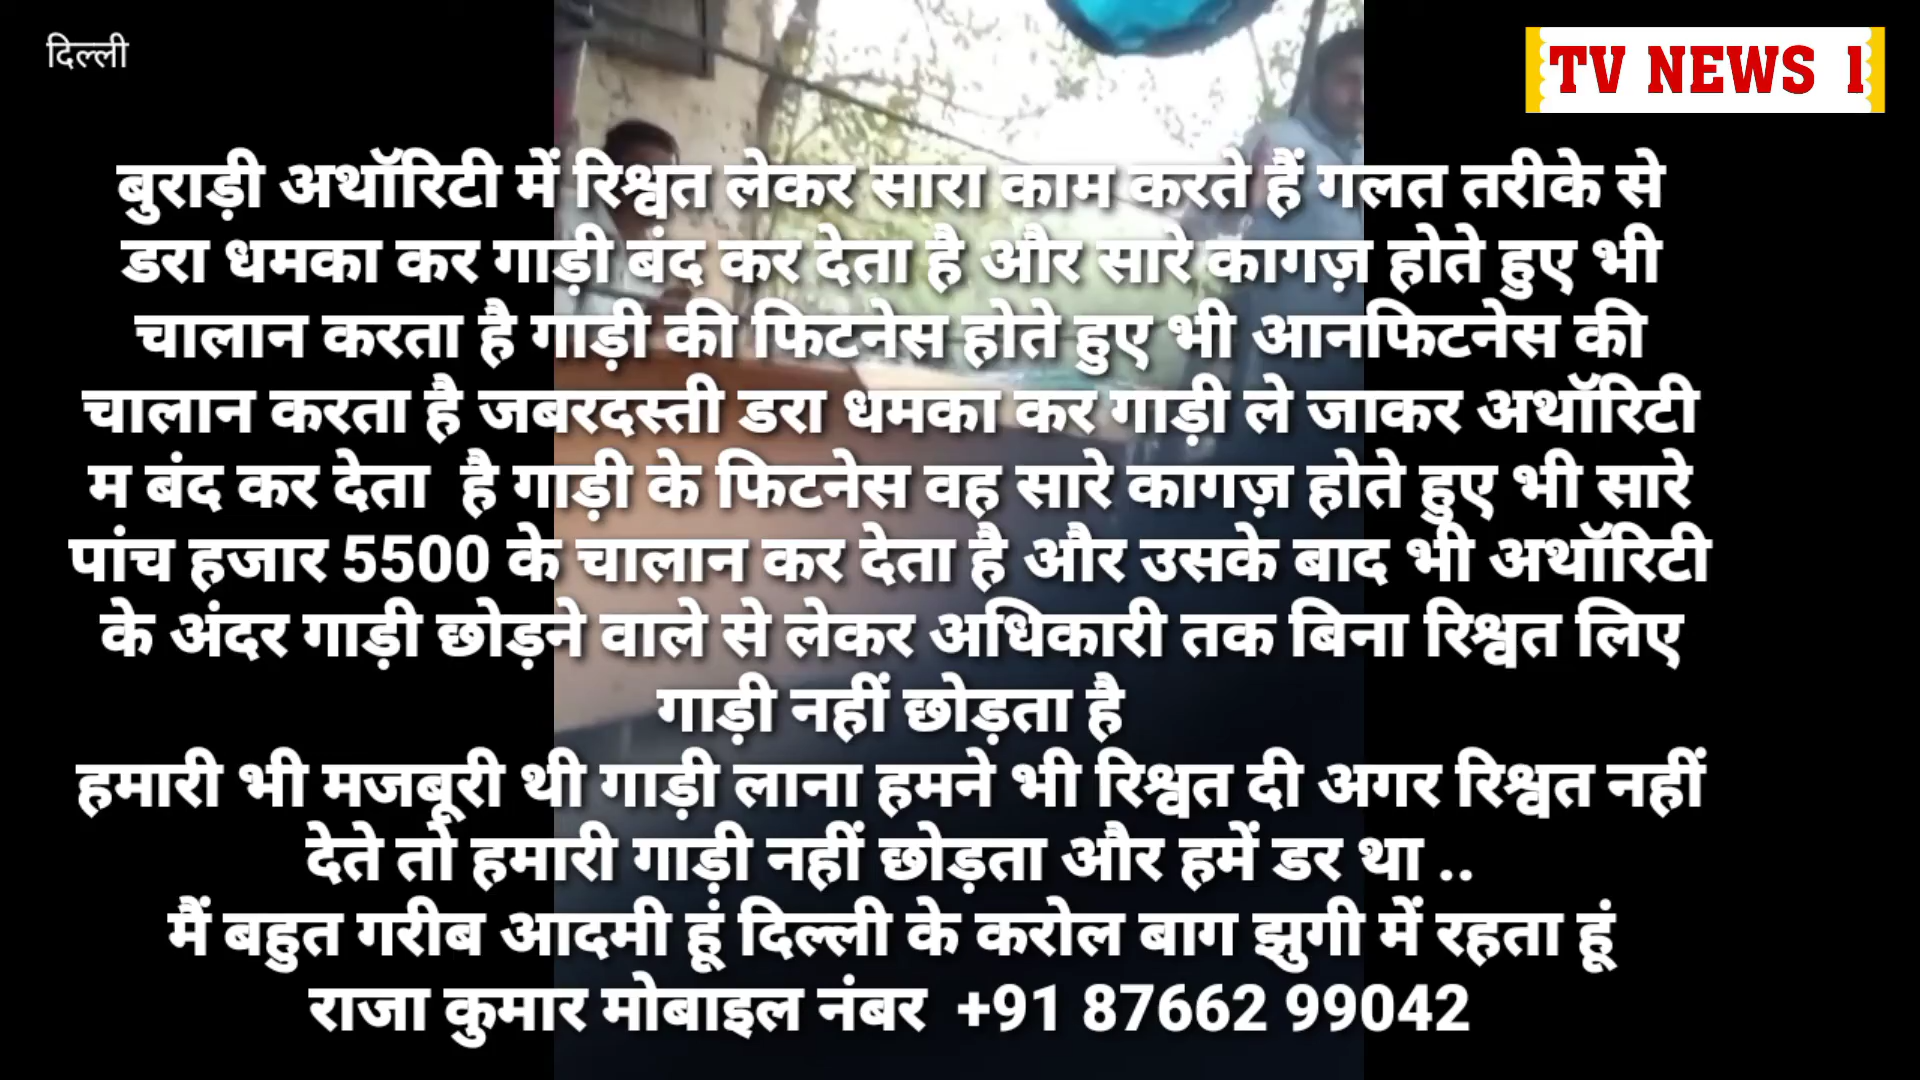 दिल्ली
TV NEWS 1
बुराड़ी अथॉरिटी में रिश्वत लेकर सारा काम करते हैं गलत तरीके से
डरा धमका कर गाड़ी बंद कर देता है और सारे कागज़ होते हुए भी
चालान करता है गाड़ी की फिटनेस होते हुए भी आनफिटनेस की
चालान करता है जबरदस्ती डरा धमका कर गाड़ी ले जाकर अथॉरिटी
म बंद कर देता है गाड़ी के फिटनेस वह सारे कागज़ होते हुए भी सारे
पांच हजार 5500 के चालान कर देता है और उसके बाद भी अथॉरिटी
के अंदर गाड़ी छोड़ने वाले से लेकर अधिकारी तक बिना रिश्वत लिए
गाड़ी नहीं छोड़ता है
हमारी भी मजबूरी थी गाड़ी लाना हमने भी रिश्वत दी अगर रिश्वत नहीं
देते तो हमारी गाड़ी नहीं छोड़ता और हमें डर था ..
मैं बहुत गरीब आदमी हूं दिल्ली के करोल बाग झुगी में रहता हूं
राजा कुमार मोबाइल नंबर +91 87662 99042